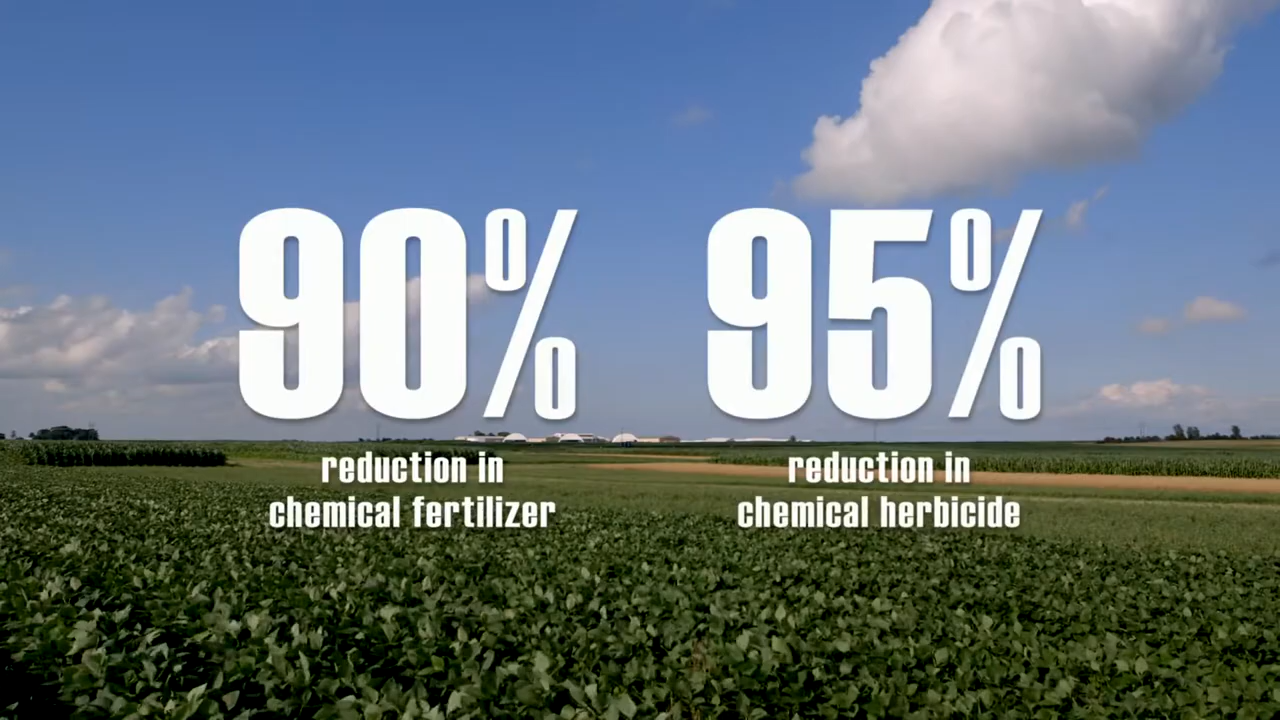 90%
reduction in
chemical fertilizer
95%
reduction in
chemical herbicide